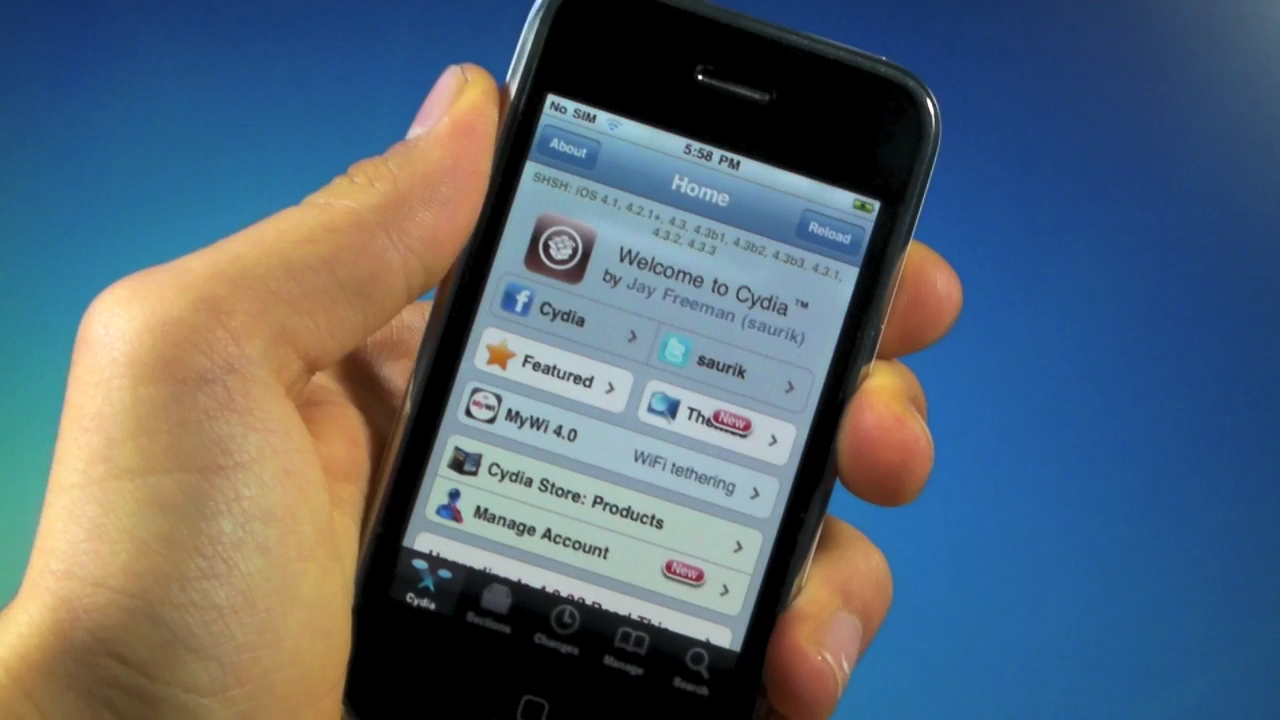 No SIM
5:58 PM
About
Home
Reload
SHSH: iOS 4.1, 4.2.1+, 4.3, 4.3b1, 4.3b2, 4.3b3, 4.3.1,
4.3.2, 4.3.3
Welcome to Cydia™
by Jay Freeman (saurik)
f
Cydia
saurik
Featured
New
MyWi
MyWi 4.0
WiFi tethering
Cydia Store: Products
Manage Account
New
Cydia
Sections
Changes
Manage
Search